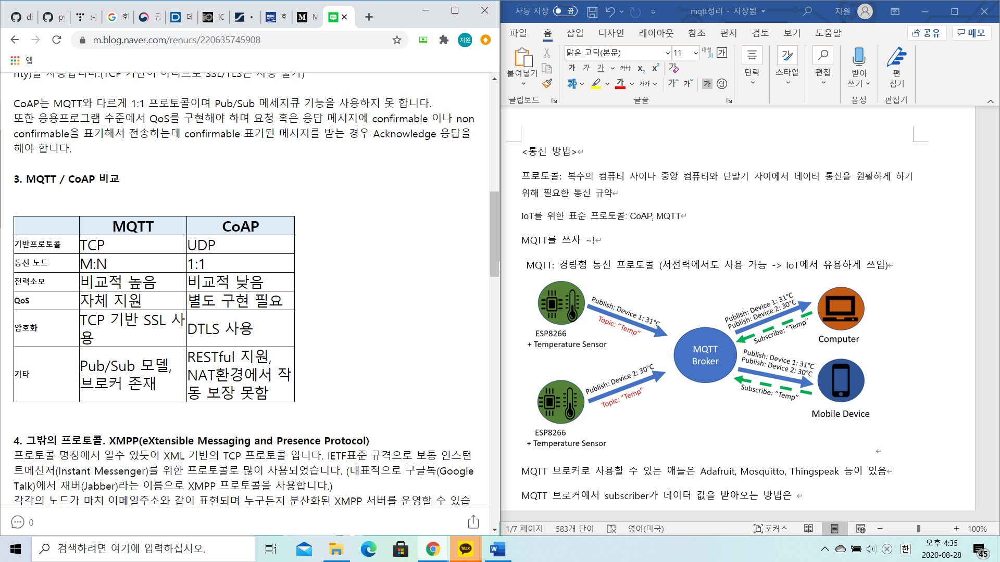 m.blog.naver.com/renucs/220635745908
지원
앱
CoAP는 MQTT와 다르게 1:1 프로토콜이며 Pub/Sub 메세지큐 기능을 사용하지 못 합니다.
또한 응용프로그램 수준에서 QoS를 구현해야 하며 요청 혹은 응답 메시지에 confirmable 이나 non
confirmable을 표기해서 전송하는데 confirmable 표기된 메시지를 받는 경우 Acknowledge 응답을
해야 합니다.
3. MQTT / CoAP 비교
MQTT CoAP
기반프로토콜 TCP UDP
통신 노드 M:N 1:1
전력소모 비교적 높음 비교적 낮음
QoS 자체 지원 별도 구현 필요
암호화 TCP 기반 SSL 사용 DTLS 사용
기타 Pub/Sub 모델, 브로커 존재 RESTful 지원, NAT환경에서 작동 보장 못함
4. 그밖의 프로토콜. XMPP(eXtensible Messaging and Presence Protocol)
프로토콜 명칭에서 알수 있듯이 XML 기반의 TCP 프로토콜 입니다. IETF표준 규격으로 보통 인스턴
트메신저(Instant Messenger)를 위한 프로토콜로 많이 사용되었습니다. (대표적으로 구글톡(Google
Talk)에서 재버(Jabber)라는 이름으로 XMPP 프로토콜을 사용합니다.)
각각의 노드가 마치 이메일주소와 같이 표현되며 누구든지 분산화된 XMPP 서버를 운영할 수 있습
0
자동 저장 끔 mqtt정리 - 저장됨 지원
파일 홈 삽입 디자인 레이아웃 참조 편지 검토 보기 도움말 공유 메모
붙여넣기 맑은 고딕(본문) 11 단락 스타일 편집 받아쓰기 편집기
클립보드 글꼴 음성 편집기
<통신 방법>
프로토콜: 복수의 컴퓨터 사이나 중앙 컴퓨터와 단말기 사이에서 데이터 통신을 원활하게 하기
위해 필요한 통신 규약
IoT를 위한 표준 프로토콜: CoAP, MQTT
MQTT를 쓰자 ~!
MQTT: 경량형 통신 프로토콜 (저전력에서도 사용 가능 -> IoT에서 유용하게 쓰임)
Publish: Device 1: 31°C
Topic: “Temp”
ESP8266
+ Temperature Sensor
Publish: Device 2: 30°C
Topic: “Temp”
ESP8266
+ Temperature Sensor
MQTT
Broker
Publish: Device 1: 31°C
Publish: Device 2: 30°C
Subscribe: “Temp”
Computer
Publish: Device 1: 31°C
Publish: Device 2: 30°C
Subscribe: “Temp”
Mobile Device
MQTT 브로커로 사용할 수 있는 애들은 Adafruit, Mosquitto, Thingspeak 등이 있음
MQTT 브로커에서 subscriber가 데이터 값을 받아오는 방법은
1/7 페이지 583개 단어 영어(미국) 포커스 100%
검색하려면 여기에 입력하십시오.
TALK
한
오후 4:35
2020-08-28
45